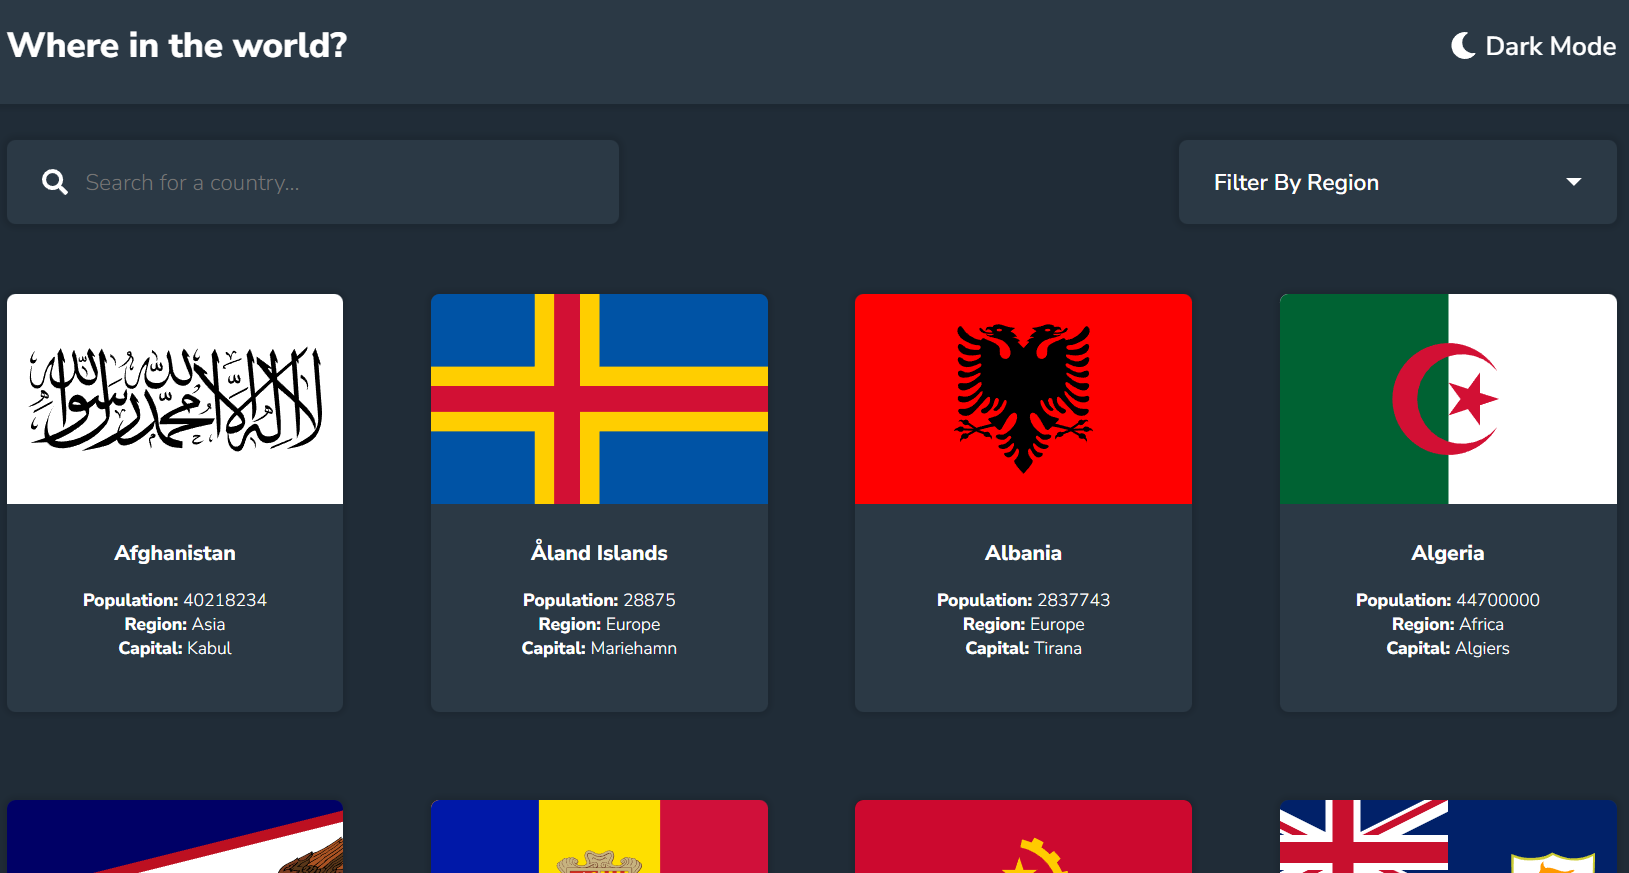 Where in the world?
Dark Mode
Search for a country...
Filter By Region
لا إله إلا الله محمد رسول الله
Afghanistan
Population: 40218234
Region: Asia
Capital: Kabul
Åland Islands
Population: 28875
Region: Europe
Capital: Mariehamn
Albania
Population: 2837743
Region: Europe
Capital: Tirana
Algeria
Population: 44700000
Region: Africa
Capital: Algiers